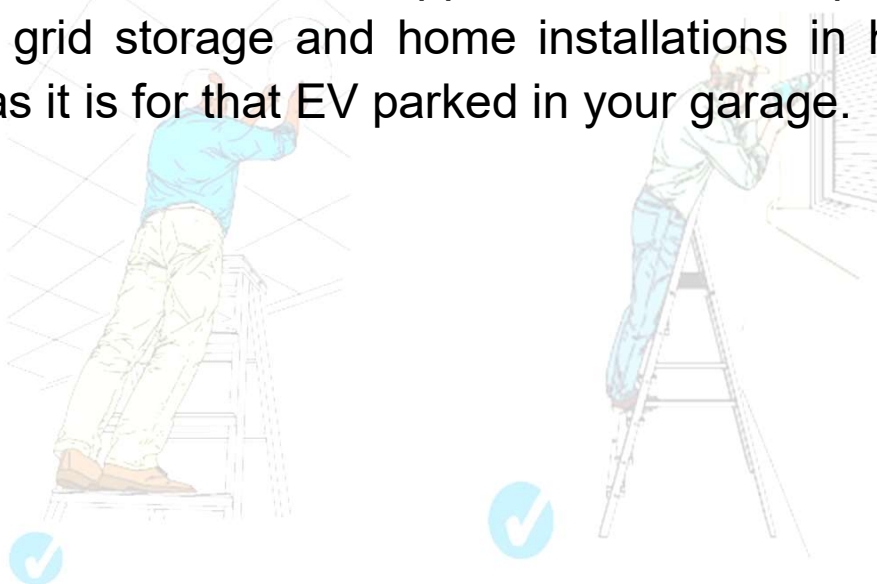 grid storage and home installations in
as it is for that EV parked in your garage.